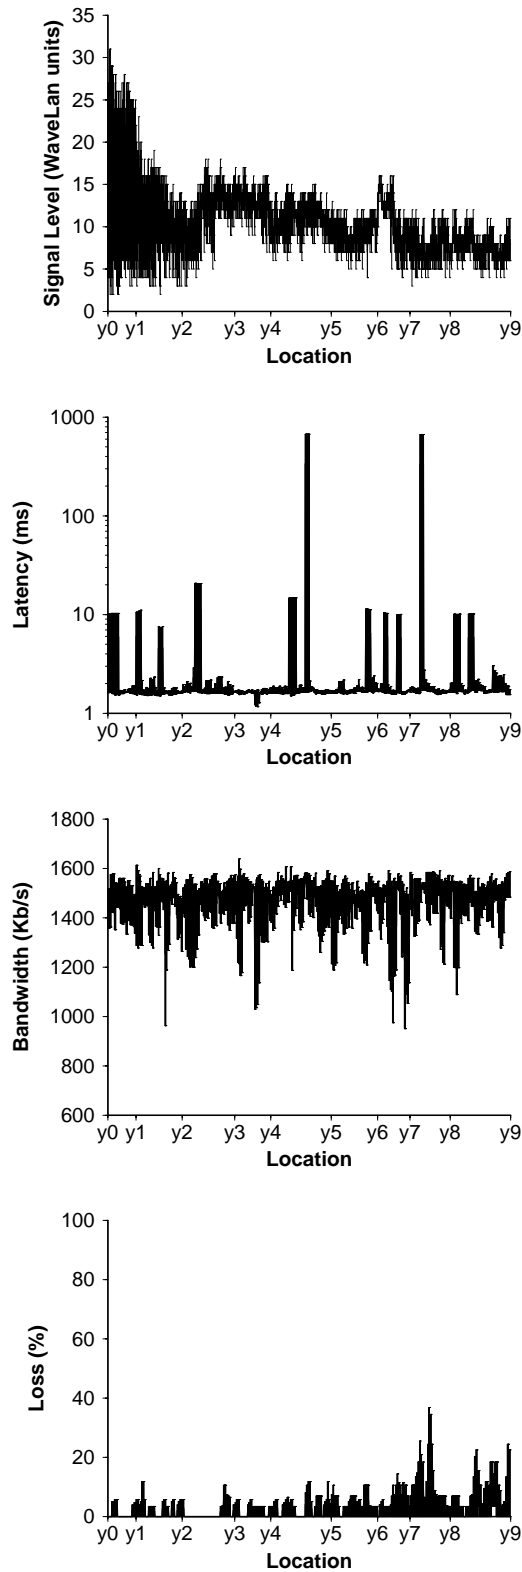 Signal Level (WaveLan units)
35
30
25
20
15
10
5
0
y0 y1 y2 y3 y4 y5 y6 y7 y8 y9
Location
Latency (ms)
1000
100
10
1
y0 y1 y2 y3 y4 y5 y6 y7 y8 y9
Location
Bandwidth (Kb/s)
1800
1600
1400
1200
1000
800
600
y0 y1 y2 y3 y4 y5 y6 y7 y8 y9
Location
Loss (%)
100
80
60
40
20
0
y0 y1 y2 y3 y4 y5 y6 y7 y8 y9
Location